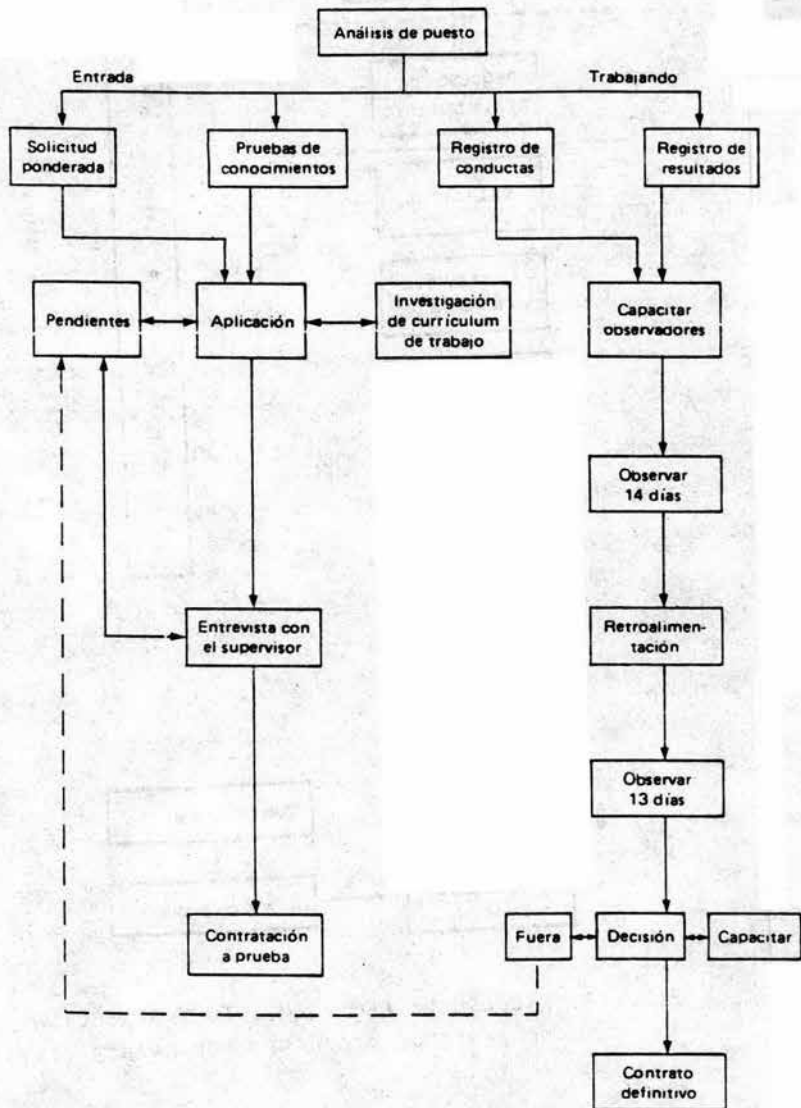 Análisis de puesto
Entrada
Trabajando
Solicitud
ponderada
Pruebas de
conocimientos
Registro de
conductas
Registro de
resultados
Pendientes
Aplicación
Investigación
de currículum
de trabajo
Capacitar
observadores
Observar
14 días
Entrevista con
el supervisor
Retroalimen-
tación
Observar
13 días
Contratación
a prueba
Fuera
Decisión
Capacitar
Contrato
definitivo